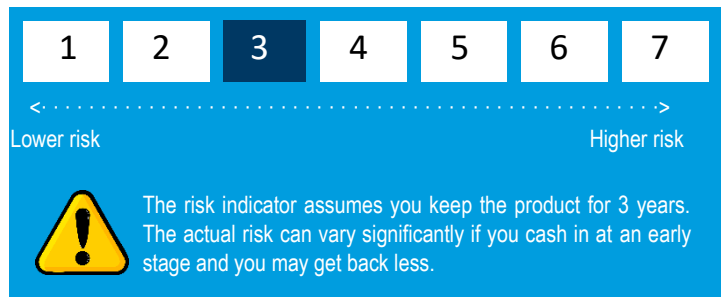 1 2 3 4 5 6 7
Lower risk Higher risk
The risk indicator assumes you keep the product for 3 years.
The actual risk can vary significantly if you cash in at an early
stage and you may get back less.